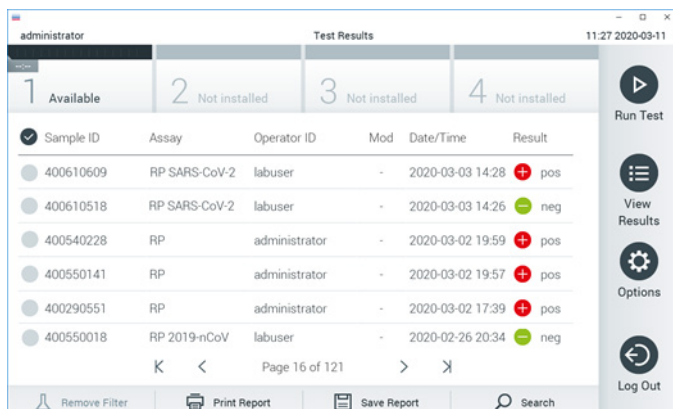 administrator Test Results 11:27 2020-03-11
--:--
1 Available 2 Not installed 3 Not installed 4 Not installed
Run Test
Sample ID Assay Operator ID Mod Date/Time Result
400610609 RP SARS-CoV-2 labuser - 2020-03-03 14:28 pos
400610518 RP SARS-CoV-2 labuser - 2020-03-03 14:26 neg
View
Results
400540228 RP administrator - 2020-03-02 19:59 pos
400550141 RP administrator - 2020-03-02 19:57 pos
Options
400290551 RP administrator - 2020-03-02 17:39 pos
400550018 RP 2019-nCoV labuser - 2020-02-26 20:34 neg
Page 16 of 121
Log Out
Remove Filter Print Report Save Report Search